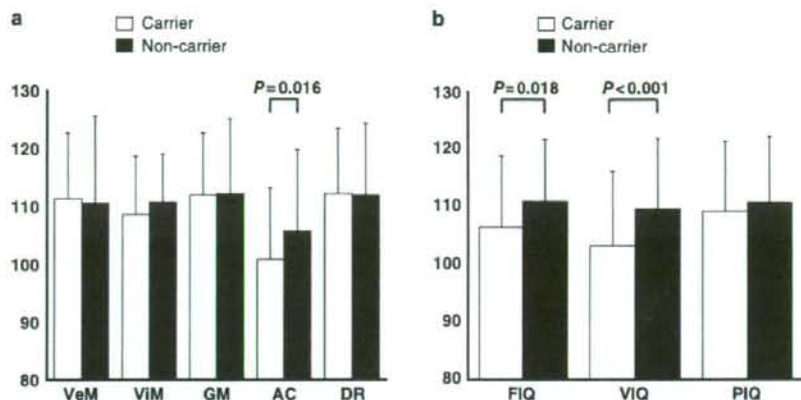 a
Carrier
Non-carrier
130
120
110
100
90
80
P=0.016
VeM ViM GM AC DR
b
Carrier
Non-carrier
130
120
110
100
90
80
P=0.018 P<0.001
FIQ VIQ PIQ